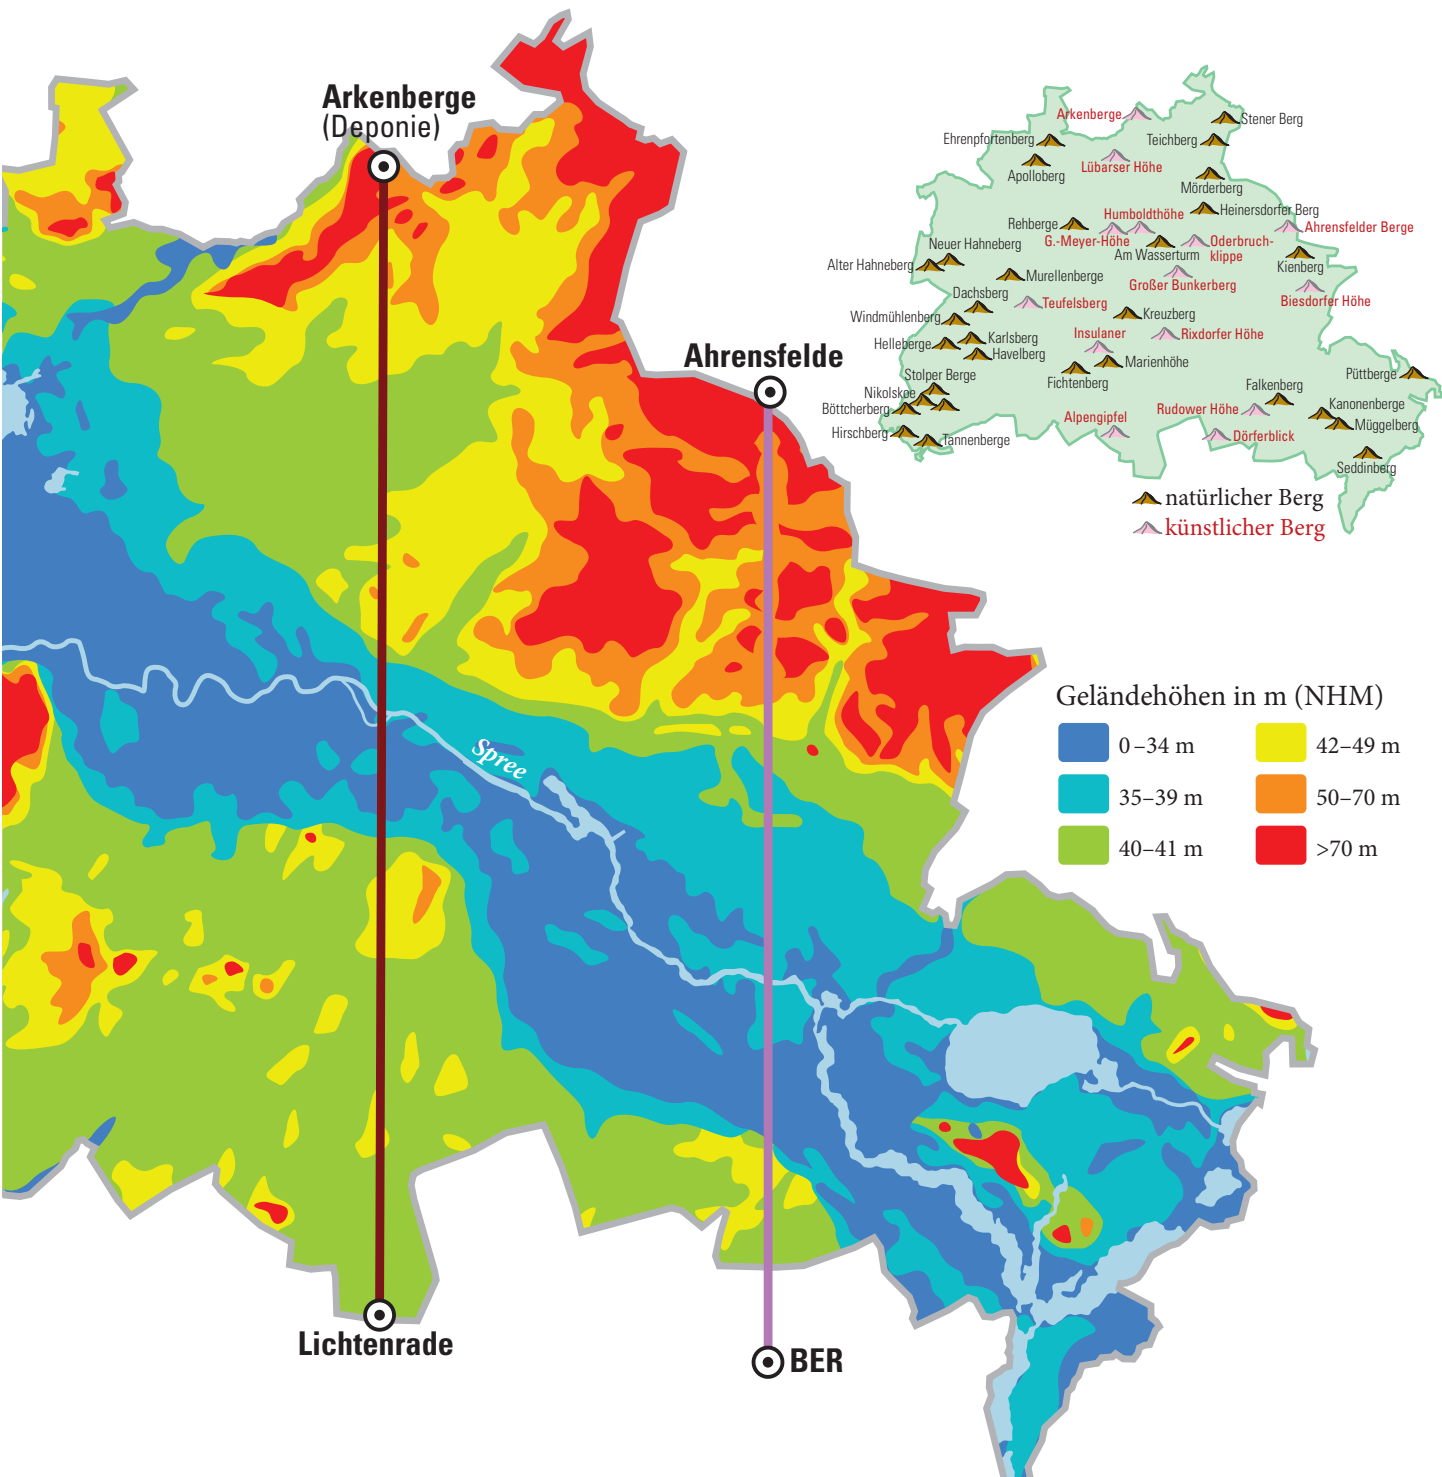 Arkenberge
(Deponie)
Ahrensfelde
Spree
Lichtenrade
BER
Arkenberge
Stener Berg
Ehrenpfortenberg
Teichberg
Apolloberg
Lübarser Höhe
Mörderberg
Rehberge
Humboldthöhe
Heinersdorfer Berg
Ahrensfelder Berge
G.-Meyer-Höhe
Neuer Hahneberg
Oderbruch-
klippe
Am Wasserturm
Alter Hahneberg
Kienberg
Murellenberge
Großer Bunkerberg
Dachsberg
Teufelsberg
Biesdorfer Höhe
Windmühlenberg
Kreuzberg
Helleberge
Karlsberg
Insulaner
Rixdorfer Höhe
Havelberg
Marienhöhe
Stolper Berge
Fichtenberg
Püttberge
Nikolskoe
Falkenberg
Böttcherberg
Rudower Höhe
Kanonenberge
Alpengipfel
Müggelberg
Hirschberg
Tannenberge
Dörferblick
Seddinberg
natürlicher Berg
künstlicher Berg
Geländehöhen in m (NHM)
0–34 m
42–49 m
35–39 m
50–70 m
40–41 m
>70 m